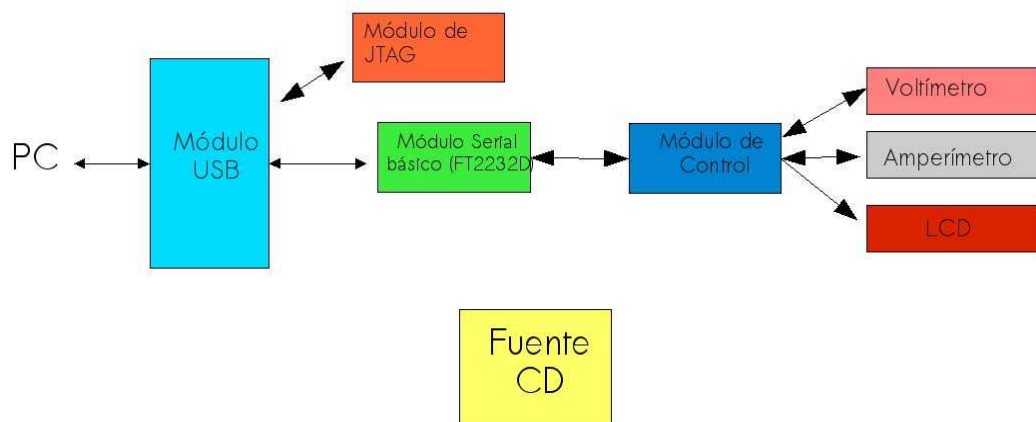 Módulo de
JTAG
PC
Módulo
USB
Módulo Serial
básico (FT2232D)
Módulo de
Control
Voltímetro
Amperímetro
LCD
Fuente
CD